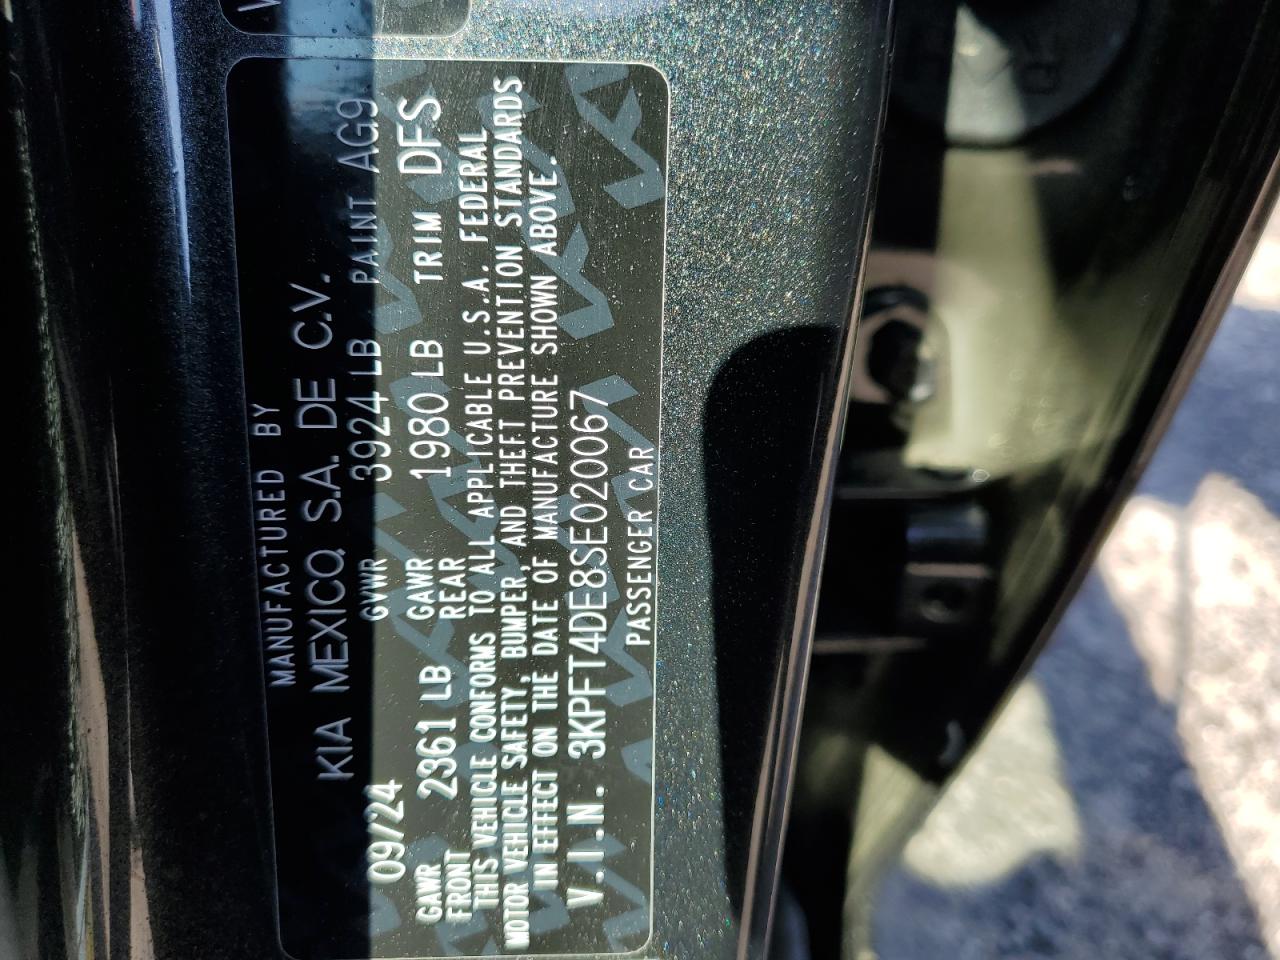 MANUFACTURED BY
KIA MEXICO, S.A. DE C.V.
09/24 GVWR 3924 LB PAINT AG9
GAWR FRONT 2361 LB GAWR REAR 1980 LB TRIM DFS
THIS VEHICLE CONFORMS TO ALL APPLICABLE U.S.A. FEDERAL
MOTOR VEHICLE SAFETY, BUMPER, AND THEFT PREVENTION STANDARDS
IN EFFECT ON THE DATE OF MANUFACTURE SHOWN ABOVE.
V.I.N. 3KPFT4DE8SE020067
PASSENGER CAR